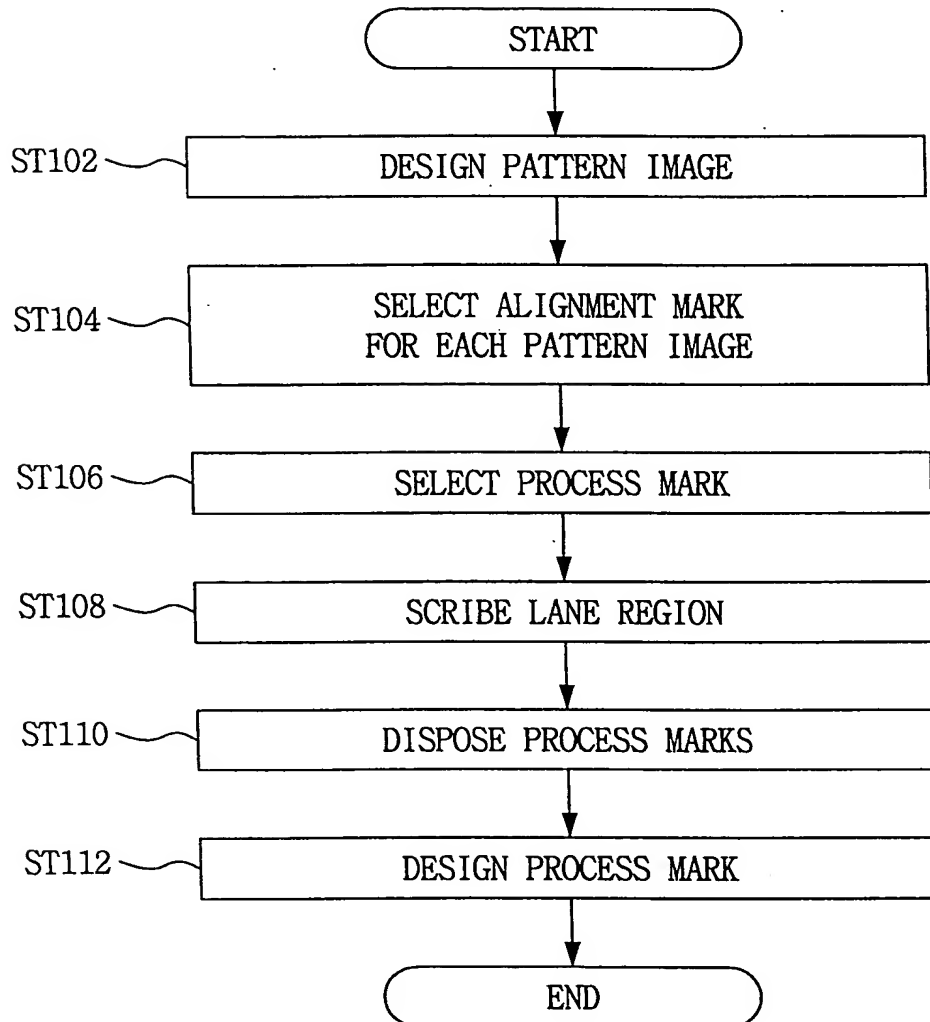 START
ST102 DESIGN PATTERN IMAGE
ST104 SELECT ALIGNMENT MARK
FOR EACH PATTERN IMAGE
ST106 SELECT PROCESS MARK
ST108 SCRIBE LANE REGION
ST110 DISPOSE PROCESS MARKS
ST112 DESIGN PROCESS MARK
END